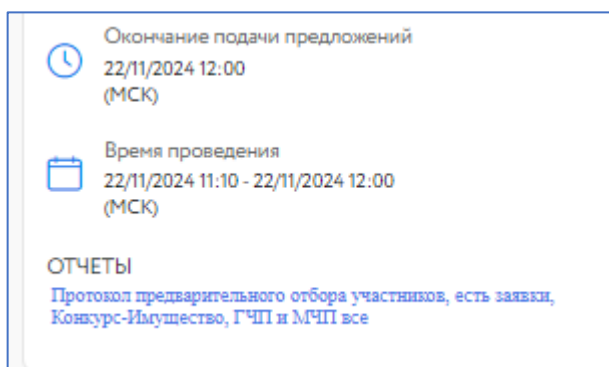 Окончание подачи предложений
22/11/2024 12:00
(МСК)
Время проведения
22/11/2024 11:10 - 22/11/2024 12:00
(МСК)
ОТЧЕТЫ
Протокол предварительного отбора участников, есть заявки,
Конкурс-Имущество, ГЧП и МЧП все